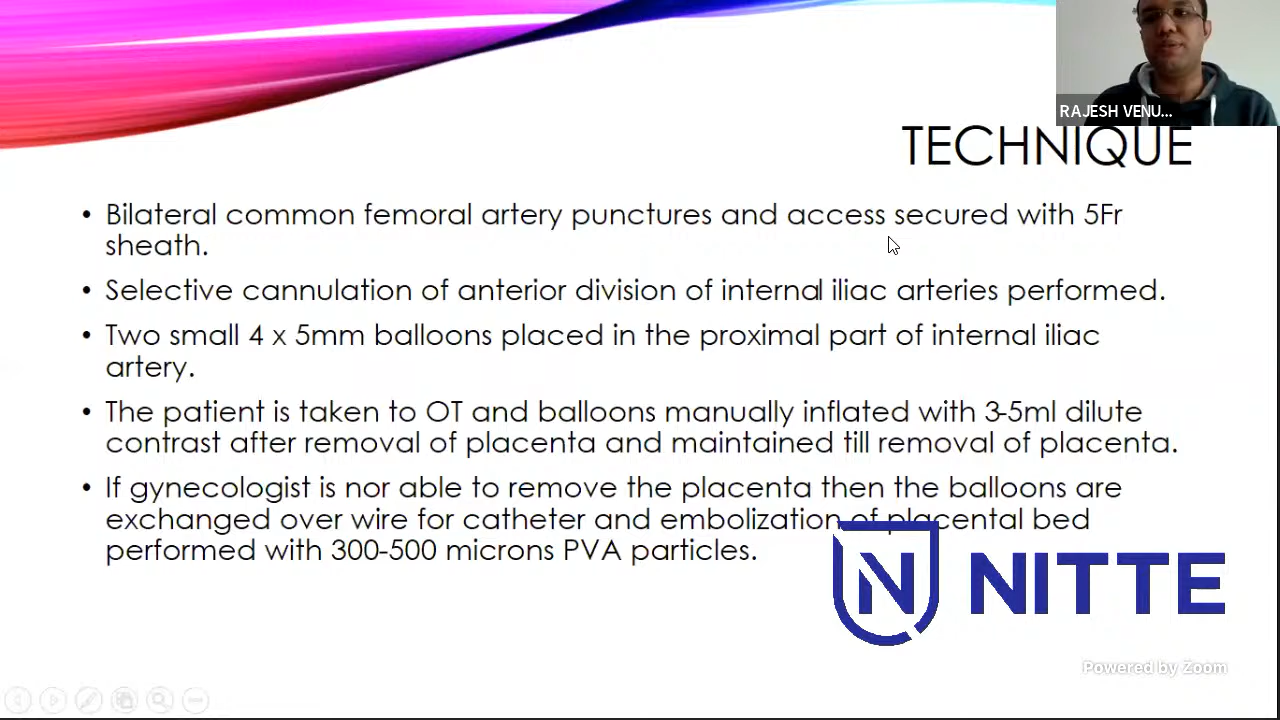 RAJESH VENU...
TECHNIQUE
• Bilateral common femoral artery punctures and access secured with 5Fr
sheath.
• Selective cannulation of anterior division of internal iliac arteries performed.
• Two small 4 x 5mm balloons placed in the proximal part of internal iliac
artery.
• The patient is taken to OT and balloons manually inflated with 3-5ml dilute
contrast after removal of placenta and maintained till removal of placenta.
• If gynecologist is nor able to remove the placenta then the balloons are
exchanged over wire for catheter and embolization of placental bed
performed with 300-500 microns PVA particles.
N NITTE
Powered by Zoom